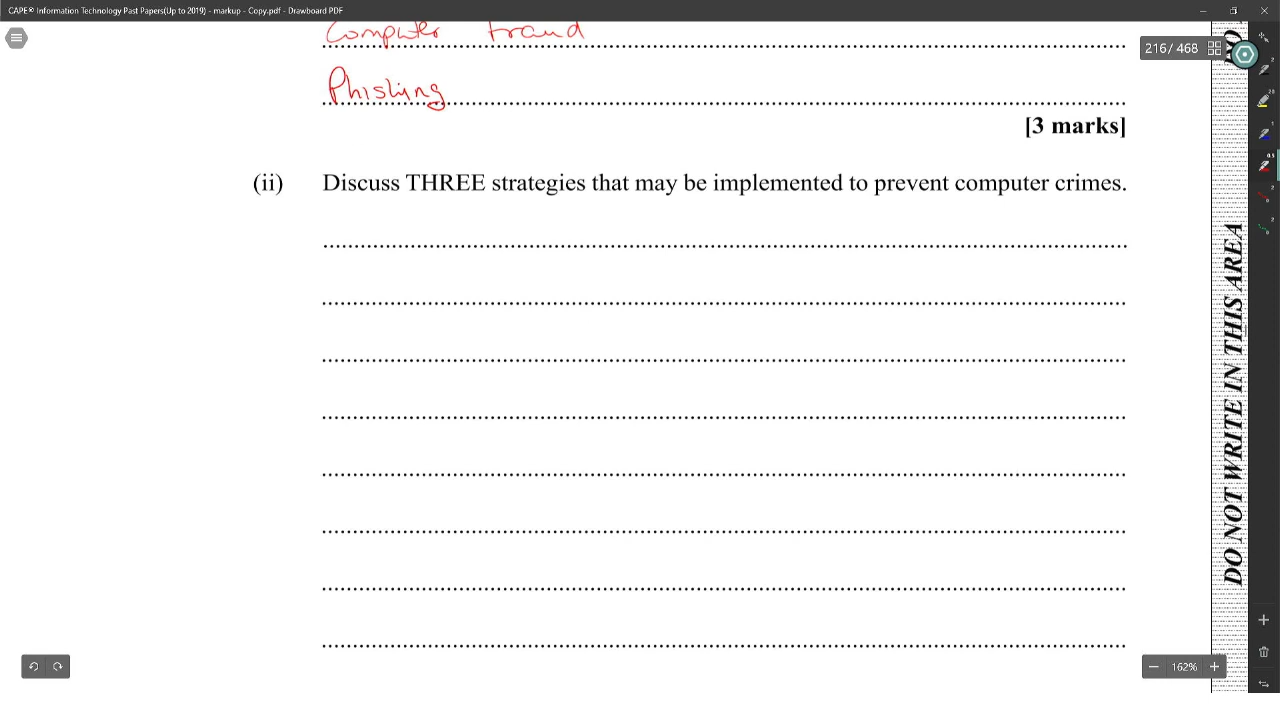 CAPE® Information Technology Past Papers(Up to 2019) - markup - Copy.pdf - Drawboard PDF
Computer fraud
216 / 468
Phishing
[3 marks]
(ii) Discuss THREE strategies that may be implemented to prevent computer crimes.
DO NOT WRITE IN THIS AREA
162%